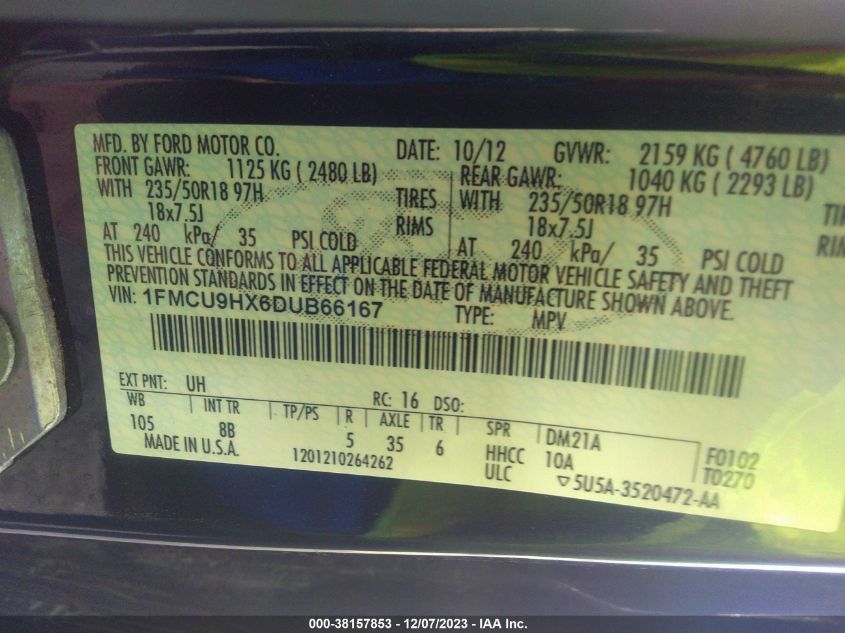 MFD. BY FORD MOTOR CO. DATE: 10/12 GVWR: 2159 KG ( 4760 LB)
FRONT GAWR: 1125 KG ( 2480 LB) REAR GAWR: 1040 KG ( 2293 LB)
WITH 235/50R18 97H TIRES WITH 235/50R18 97H
18x7.5J RIMS 18x7.5J RIMS
AT 240 kPa/ 35 PSI COLD AT 240 kPa/ 35 PSI COLD
THIS VEHICLE CONFORMS TO ALL APPLICABLE FEDERAL MOTOR VEHICLE SAFETY AND THEFT
PREVENTION STANDARDS IN EFFECT ON THE DATE OF MANUFACTURE SHOWN ABOVE.
VIN: 1FMCU9HX6DUB66167 TYPE: MPV
EXT PNT: UH RC: 16 DSO:
WB INT TR TP/PS R AXLE TR SPR DM21A F0102
105 8B 5 35 6 HHCC 10A T0270
MADE IN U.S.A. 1201210264262 ULC ▽5U5A-3520472-AA
000-38157853 - 12/07/2023 - IAA Inc.